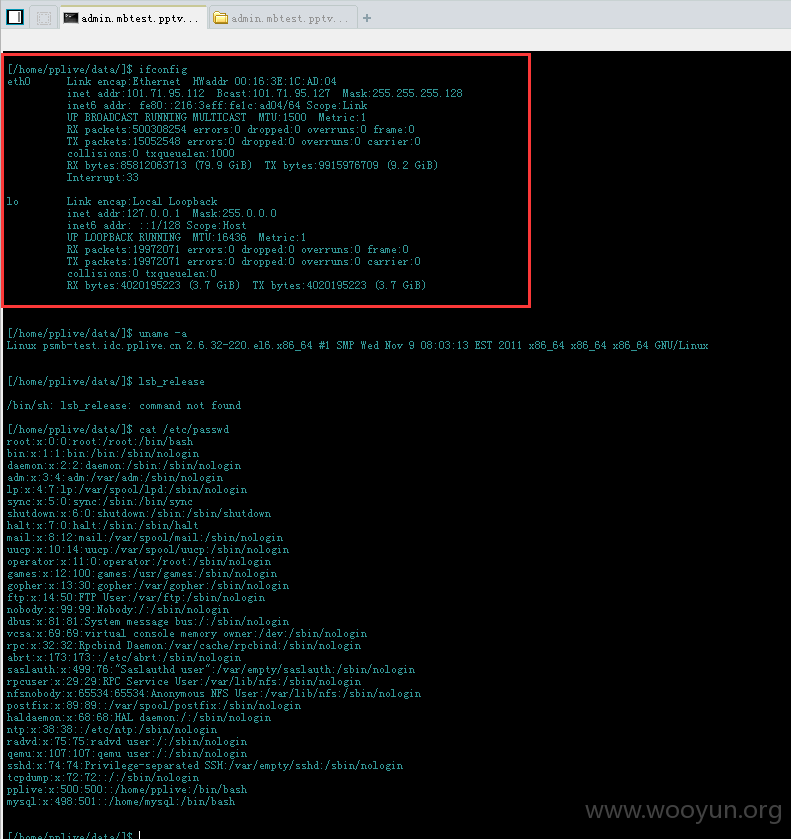 admin.mbtest.pptv... admin.mbtest.pptv... +
[/home/pplive/data/]$ ifconfig
eth0 Link encap:Ethernet HWaddr 00:16:3E:1C:AD:04
inet addr:101.71.95.112 Bcast:101.71.95.127 Mask:255.255.255.128
inet6 addr: fe80::216:3eff:fe1c:ad04/64 Scope:Link
UP BROADCAST RUNNING MULTICAST MTU:1500 Metric:1
RX packets:500308254 errors:0 dropped:0 overruns:0 frame:0
TX packets:15052548 errors:0 dropped:0 overruns:0 carrier:0
collisions:0 txqueuelen:1000
RX bytes:85812063713 (79.9 GiB) TX bytes:9915976709 (9.2 GiB)
Interrupt:33
lo Link encap:Local Loopback
inet addr:127.0.0.1 Mask:255.0.0.0
inet6 addr: ::1/128 Scope:Host
UP LOOPBACK RUNNING MTU:16436 Metric:1
RX packets:19972071 errors:0 dropped:0 overruns:0 frame:0
TX packets:19972071 errors:0 dropped:0 overruns:0 carrier:0
collisions:0 txqueuelen:0
RX bytes:4020195223 (3.7 GiB) TX bytes:4020195223 (3.7 GiB)
[/home/pplive/data/]$ uname -a
Linux psmb-test.idc.pplive.cn 2.6.32-220.el6.x86_64 #1 SMP Wed Nov 9 08:03:13 EST 2011 x86_64 x86_64 x86_64 GNU/Linux
[/home/pplive/data/]$ lsb_release
/bin/sh: lsb_release: command not found
[/home/pplive/data/]$ cat /etc/passwd
root:x:0:0:root:/root:/bin/bash
bin:x:1:1:bin:/bin:/sbin/nologin
daemon:x:2:2:daemon:/sbin:/sbin/nologin
adm:x:3:4:adm:/var/adm:/sbin/nologin
lp:x:4:7:lp:/var/spool/lpd:/sbin/nologin
sync:x:5:0:sync:/sbin:/bin/sync
shutdown:x:6:0:shutdown:/sbin:/sbin/shutdown
halt:x:7:0:halt:/sbin:/sbin/halt
mail:x:8:12:mail:/var/spool/mail:/sbin/nologin
uucp:x:10:14:uucp:/var/spool/uucp:/sbin/nologin
operator:x:11:0:operator:/root:/sbin/nologin
games:x:12:100:games:/usr/games:/sbin/nologin
gopher:x:13:30:gopher:/var/gopher:/sbin/nologin
ftp:x:14:50:FTP User:/var/ftp:/sbin/nologin
nobody:x:99:99:Nobody:/:/sbin/nologin
dbus:x:81:81:System message bus:/:/sbin/nologin
vcsa:x:69:69:virtual console memory owner:/dev:/sbin/nologin
rpc:x:32:32:Rpcbind Daemon:/var/cache/rpcbind:/sbin/nologin
abrt:x:173:173::/etc/abrt:/sbin/nologin
saslauth:x:499:76:"Saslauthd user":/var/empty/saslauth:/sbin/nologin
rpcuser:x:29:29:RPC Service User:/var/lib/nfs:/sbin/nologin
nfsnobody:x:65534:65534:Anonymous NFS User:/var/lib/nfs:/sbin/nologin
postfix:x:89:89::/var/spool/postfix:/sbin/nologin
haldaemon:x:68:68:HAL daemon:/:/sbin/nologin
ntp:x:38:38::/etc/ntp:/sbin/nologin
radvd:x:75:75:radvd user:/:/sbin/nologin
qemu:x:107:107:qemu user:/:/sbin/nologin
sshd:x:74:74:Privilege-separated SSH:/var/empty/sshd:/sbin/nologin
tcpdump:x:72:72::/:/sbin/nologin
pplive:x:500:500::/home/pplive:/bin/bash
mysql:x:498:501::/home/mysql:/bin/bash
www.wooyun.org
[/home/pplive/data/]$